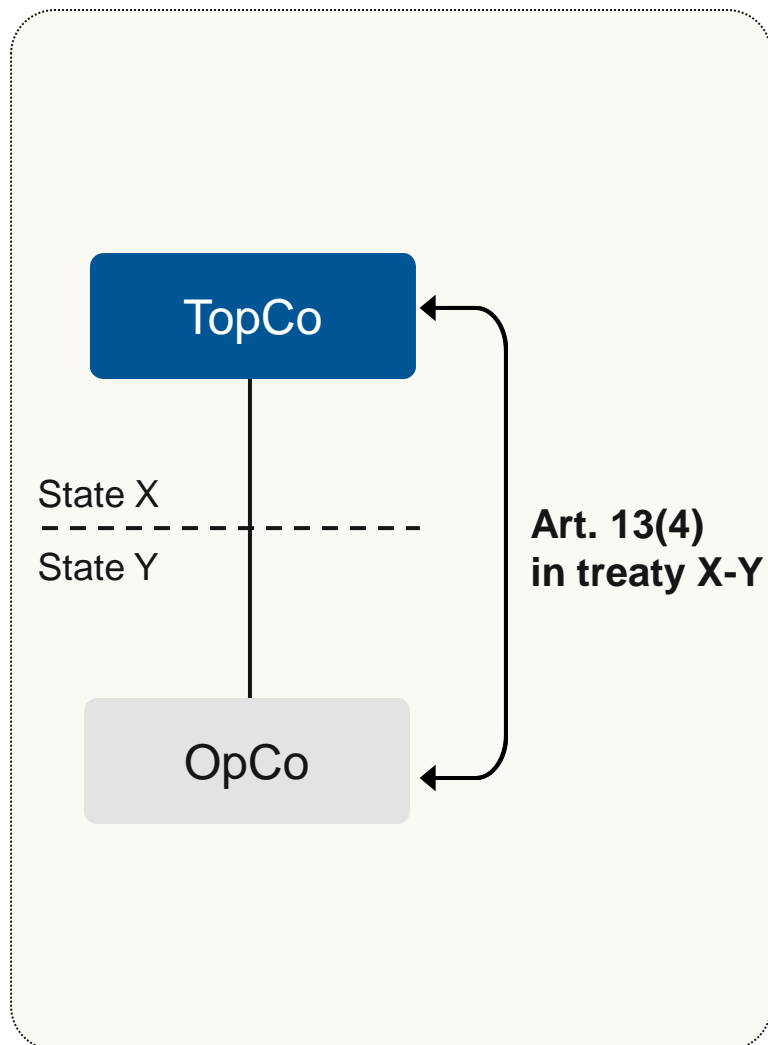 TopCo
State X
State Y
Art. 13(4)
in treaty X-Y
OpCo